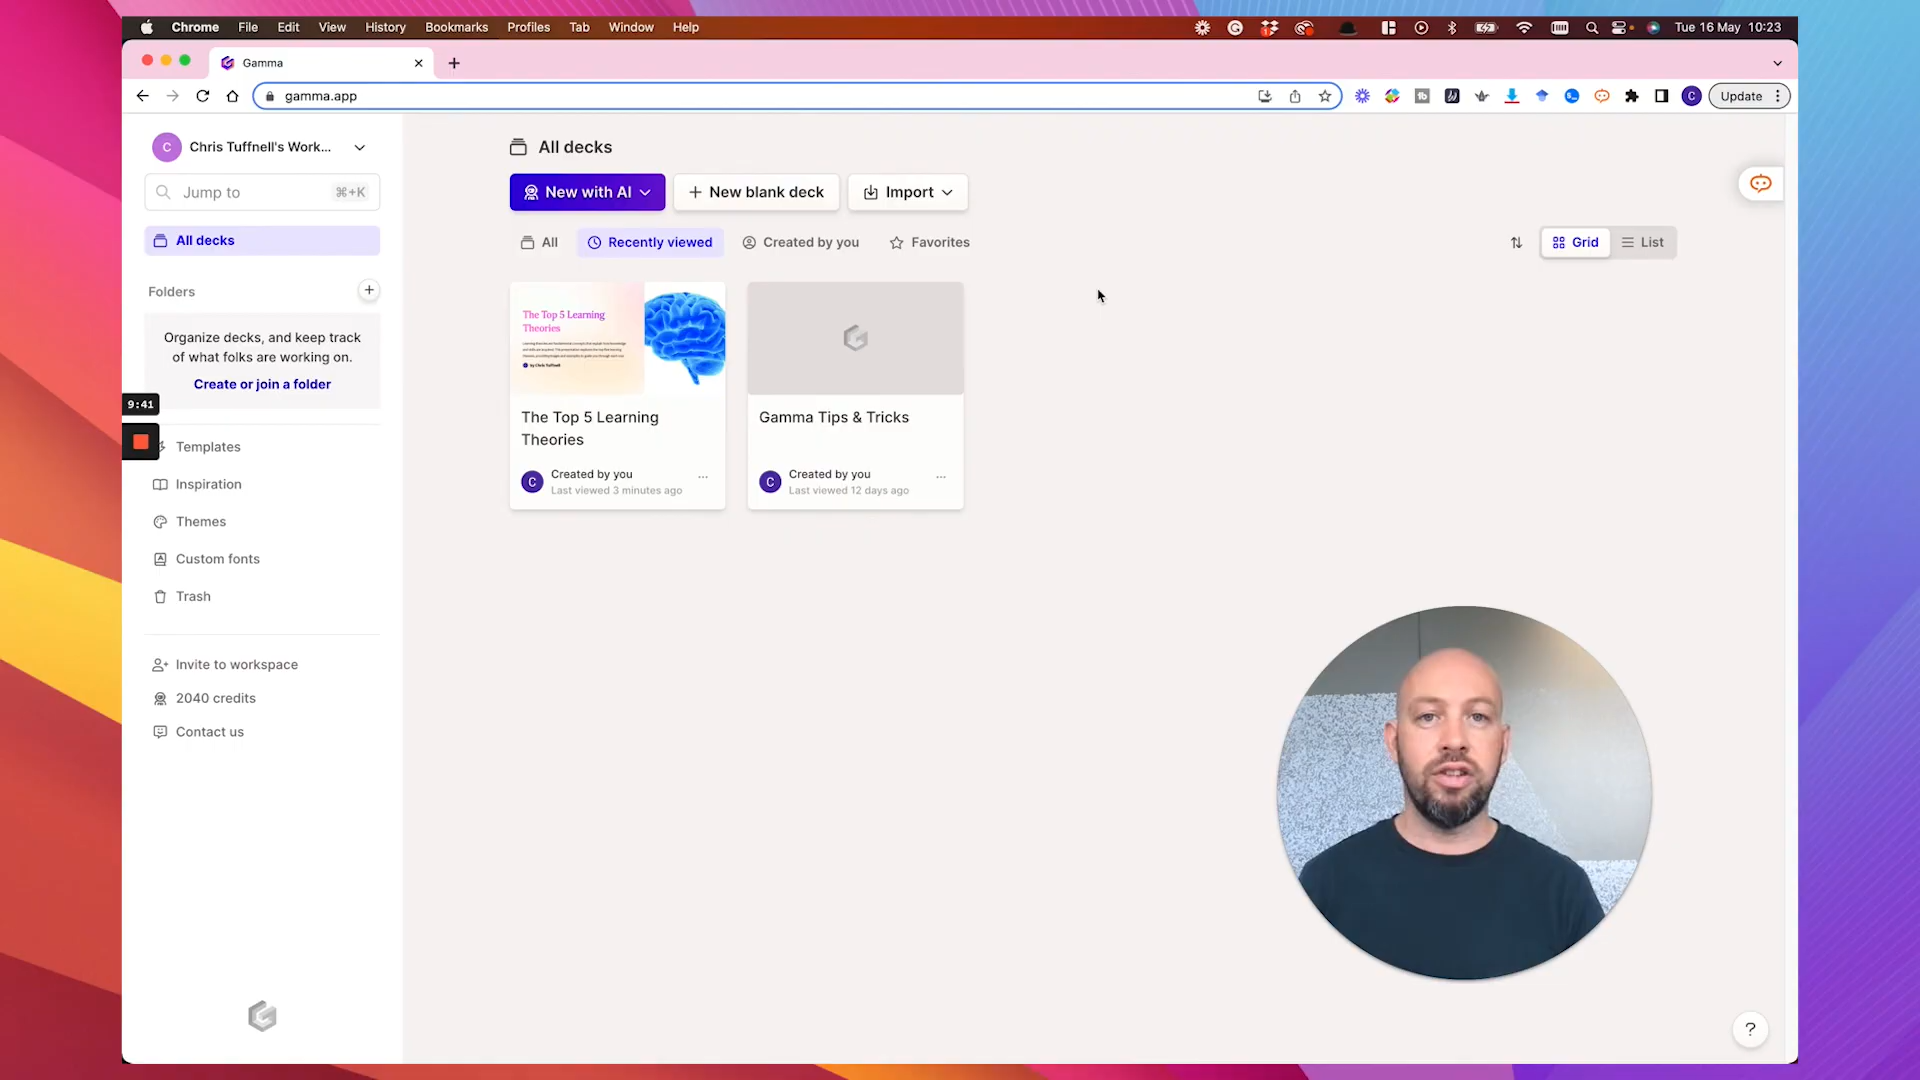 Chrome File Edit View History Bookmarks Profiles Tab Window Help Tue 16 May 10:23
Gamma
gamma.app
C Update
C Chris Tuffnell's Work...
Jump to ⌘+K
All decks
Folders
Organize decks, and keep track
of what folks are working on.
Create or join a folder
9:41
Templates
Inspiration
Themes
Custom fonts
Trash
Invite to workspace
2040 credits
Contact us
All decks
New with AI
New blank deck
Import
All
Recently viewed
Created by you
Favorites
Grid
List
The Top 5 Learning
Theories
by Chris Tuffnell
The Top 5 Learning
Theories
C Created by you ...
Last viewed 3 minutes ago
Gamma Tips & Tricks
C Created by you ...
Last viewed 12 days ago
?